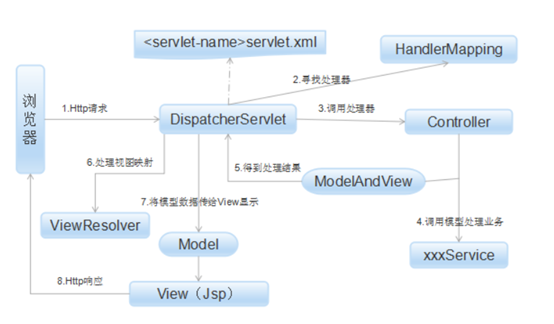 <servlet-name>servlet.xml
HandlerMapping
2.寻找处理器
浏览器
1.Http请求
DispatcherServlet
3.调用处理器
Controller
6.处理视图映射
5.得到处理结果
ModelAndView
7.将模型数据传给View显示
4.调用模型处理业务
ViewResolver
Model
xxxService
8.Http响应
View（Jsp）